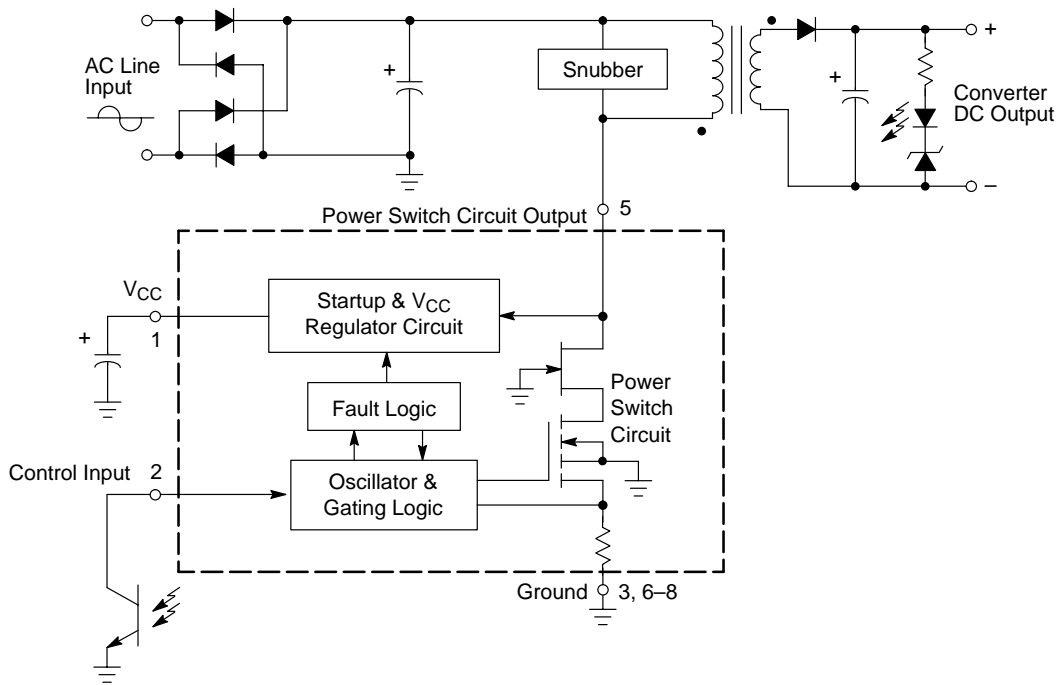 AC Line
Input
+
Snubber
+
+
Converter
DC Output
–
Power Switch Circuit Output
5
VCC
1
+
Startup & VCC
Regulator Circuit
Fault Logic
Power
Switch
Circuit
Control Input
2
Oscillator &
Gating Logic
Ground
3, 6–8